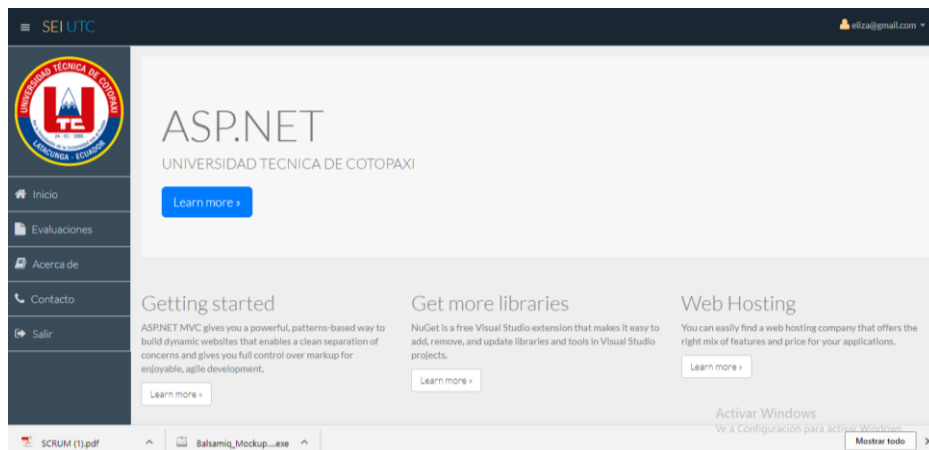 SEI UTC
eliza@gmail.com
UNIVERSIDAD TÉCNICA DE COTOPAXI
UTC
LATACUNGA - ECUADOR
ASP.NET
UNIVERSIDAD TECNICA DE COTOPAXI
Learn more »
Inicio
Evaluaciones
Acerca de
Contacto
Salir
Getting started
ASP.NET MVC gives you a powerful, patterns-based way to
build dynamic websites that enables a clean separation of
concerns and gives you full control over markup for
enjoyable, agile development.
Learn more »
Get more libraries
NuGet is a free Visual Studio extension that makes it easy to
add, remove, and update libraries and tools in Visual Studio
projects.
Learn more »
Web Hosting
You can easily find a web hosting company that offers the
right mix of features and price for your applications.
Learn more »
Activar Windows
Ve a Configuración para activar Windows.
SCRUM (1).pdf
Balsamiq_Mockup....exe
Mostrar todo